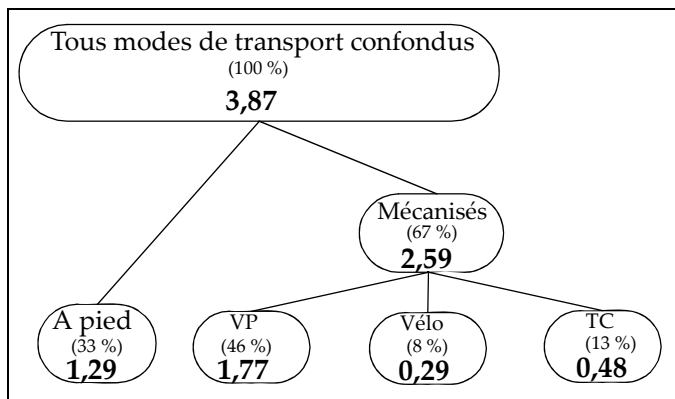 Tous modes de transport confondus
(100 %)
3,87
Mécanisés
(67 %)
2,59
A pied
(33 %)
1,29
VP
(46 %)
1,77
Vélo
(8 %)
0,29
TC
(13 %)
0,48